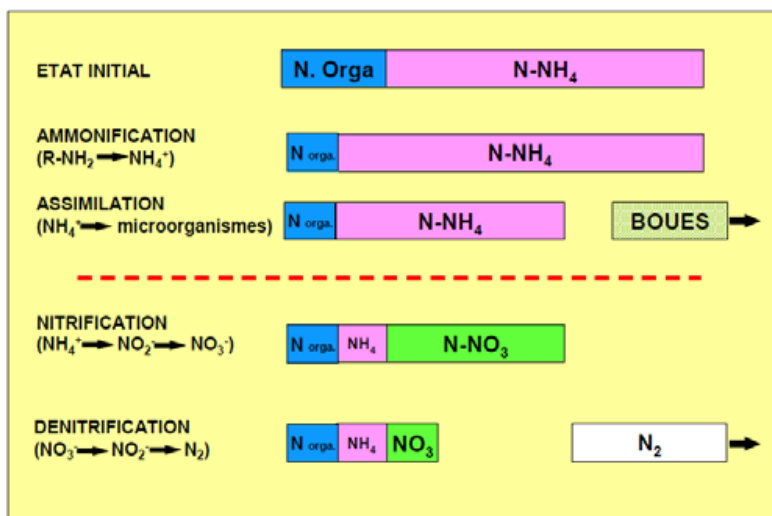 ETAT INITIAL
N. Orga N-NH₄
AMMONIFICATION
(R-NH₂ → NH₄⁺)
N orga. N-NH₄
ASSIMILATION
(NH₄⁺ → microorganismes)
N orga. N-NH₄ BOUES
NITRIFICATION
(NH₄⁺ → NO₂⁻ → NO₃⁻)
N orga. NH₄ N-NO₃
DENITRIFICATION
(NO₃⁻ → NO₂⁻ → N₂)
N orga. NH₄ NO₃ N₂